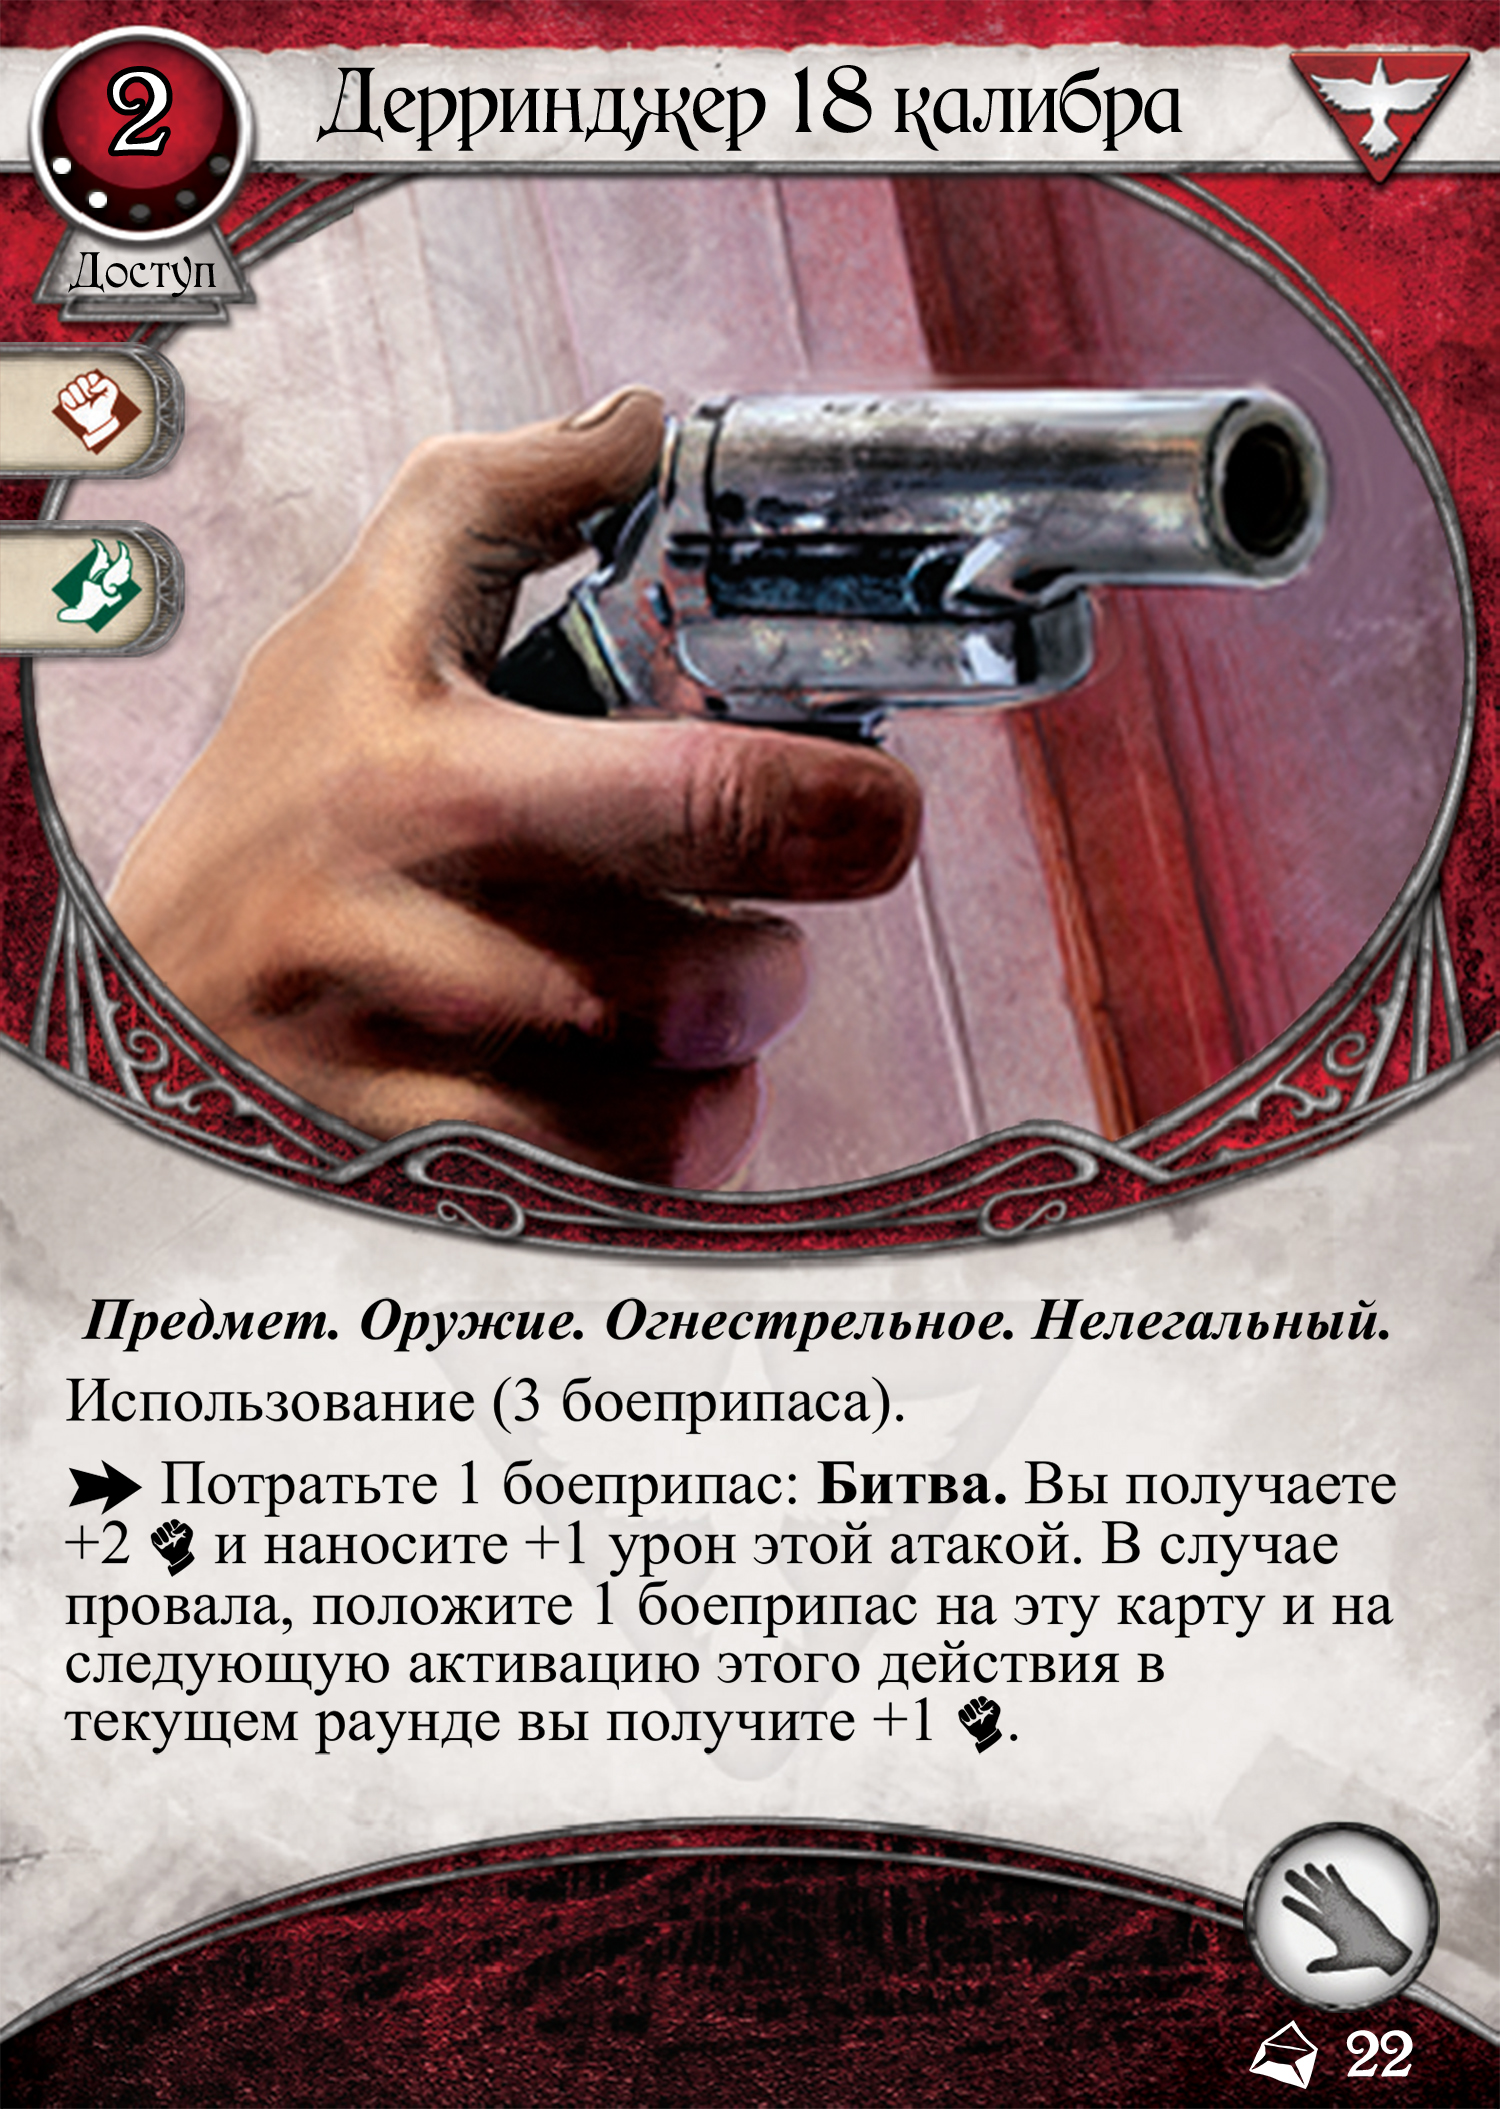 2
Дерринджер 18 калибра
Доступ
Предмет. Оружие. Огнестрельное. Нелегальный.
Использование (3 боеприпаса).
Потратьте 1 боеприпас: Битва. Вы получаете
+2 и наносите +1 урон этой атакой. В случае
провала, положите 1 боеприпас на эту карту и на
следующую активацию этого действия в
текущем раунде вы получите +1 .
22